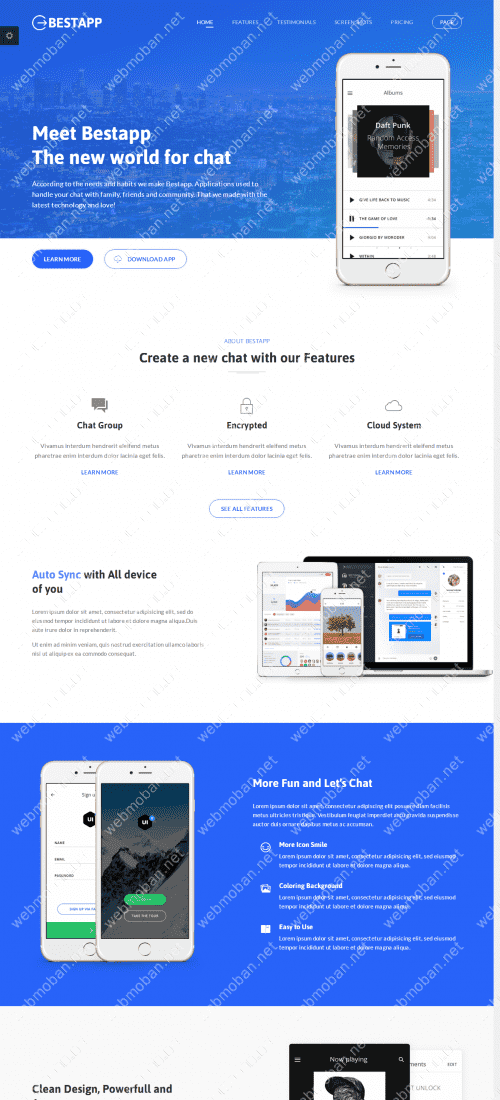 BESTAPP
HOME FEATURES TESTIMONIALS SCREENSHOTS PRICING PAGE
Meet Bestapp
The new world for chat
According to the needs and habits we make Bestapp. Applications used to
handle your chat with family, friends and community. That we made with the
latest technology and love!
LEARN MORE
DOWNLOAD APP
Albums
Daft Punk
Random Access
Memories
GIVE LIFE BACK TO MUSIC
THE GAME OF LOVE
GIORGIO BY MORODER
WITHIN
ABOUT BESTAPP
Create a new chat with our Features
Chat Group
Vivamus interdum hendrerit eleifend metus
pharetrae enim interdum dolor lacinia eget felis.
LEARN MORE
Encrypted
Vivamus interdum hendrerit eleifend metus
pharetrae enim interdum dolor lacinia eget felis.
LEARN MORE
Cloud System
Vivamus interdum hendrerit eleifend metus
pharetrae enim interdum dolor lacinia eget felis.
LEARN MORE
SEE ALL FEATURES
Auto Sync with All device
of you
Lorem ipsum dolor sit amet, consectetur adipisicing elit, sed do
eiusmod tempor incididunt ut labore et dolore magna aliqua.Duis
aute irure dolor in reprehenderit.
Ut enim ad minim veniam, quis nostrud exercitation ullamco laboris
nisi ut aliquip ex ea commodo consequat.
Sign u
UI
NAME
EMAIL
PASSWORD
SIGN UP VIA FA
UI
TAKE THE TOUR
More Fun and Let's Chat
Lorem ipsum dolor sit amet, consectetur adipiscing elit posuere diam facilisis
metus ultricies tristique. Vestibulum feugiat imperdiet arcu gravida suspendisse
auctor duis ornare dapibus metus ac accumsan.
More Icon Smile
Lorem ipsum dolor sit amet, consectetur adipisicing elit, sed do eiusmod
tempor incididunt ut labore et dolore magna aliqua.
Coloring Background
Lorem ipsum dolor sit amet, consectetur adipisicing elit, sed do eiusmod
tempor incididunt ut labore et dolore magna aliqua.
Easy to Use
Lorem ipsum dolor sit amet, consectetur adipisicing elit, sed do eiusmod
tempor incididunt ut labore et dolore magna aliqua.
Now playing
ments EDIT
OT UNLOCK
Clean Design, Powerfull and
webmoban.net